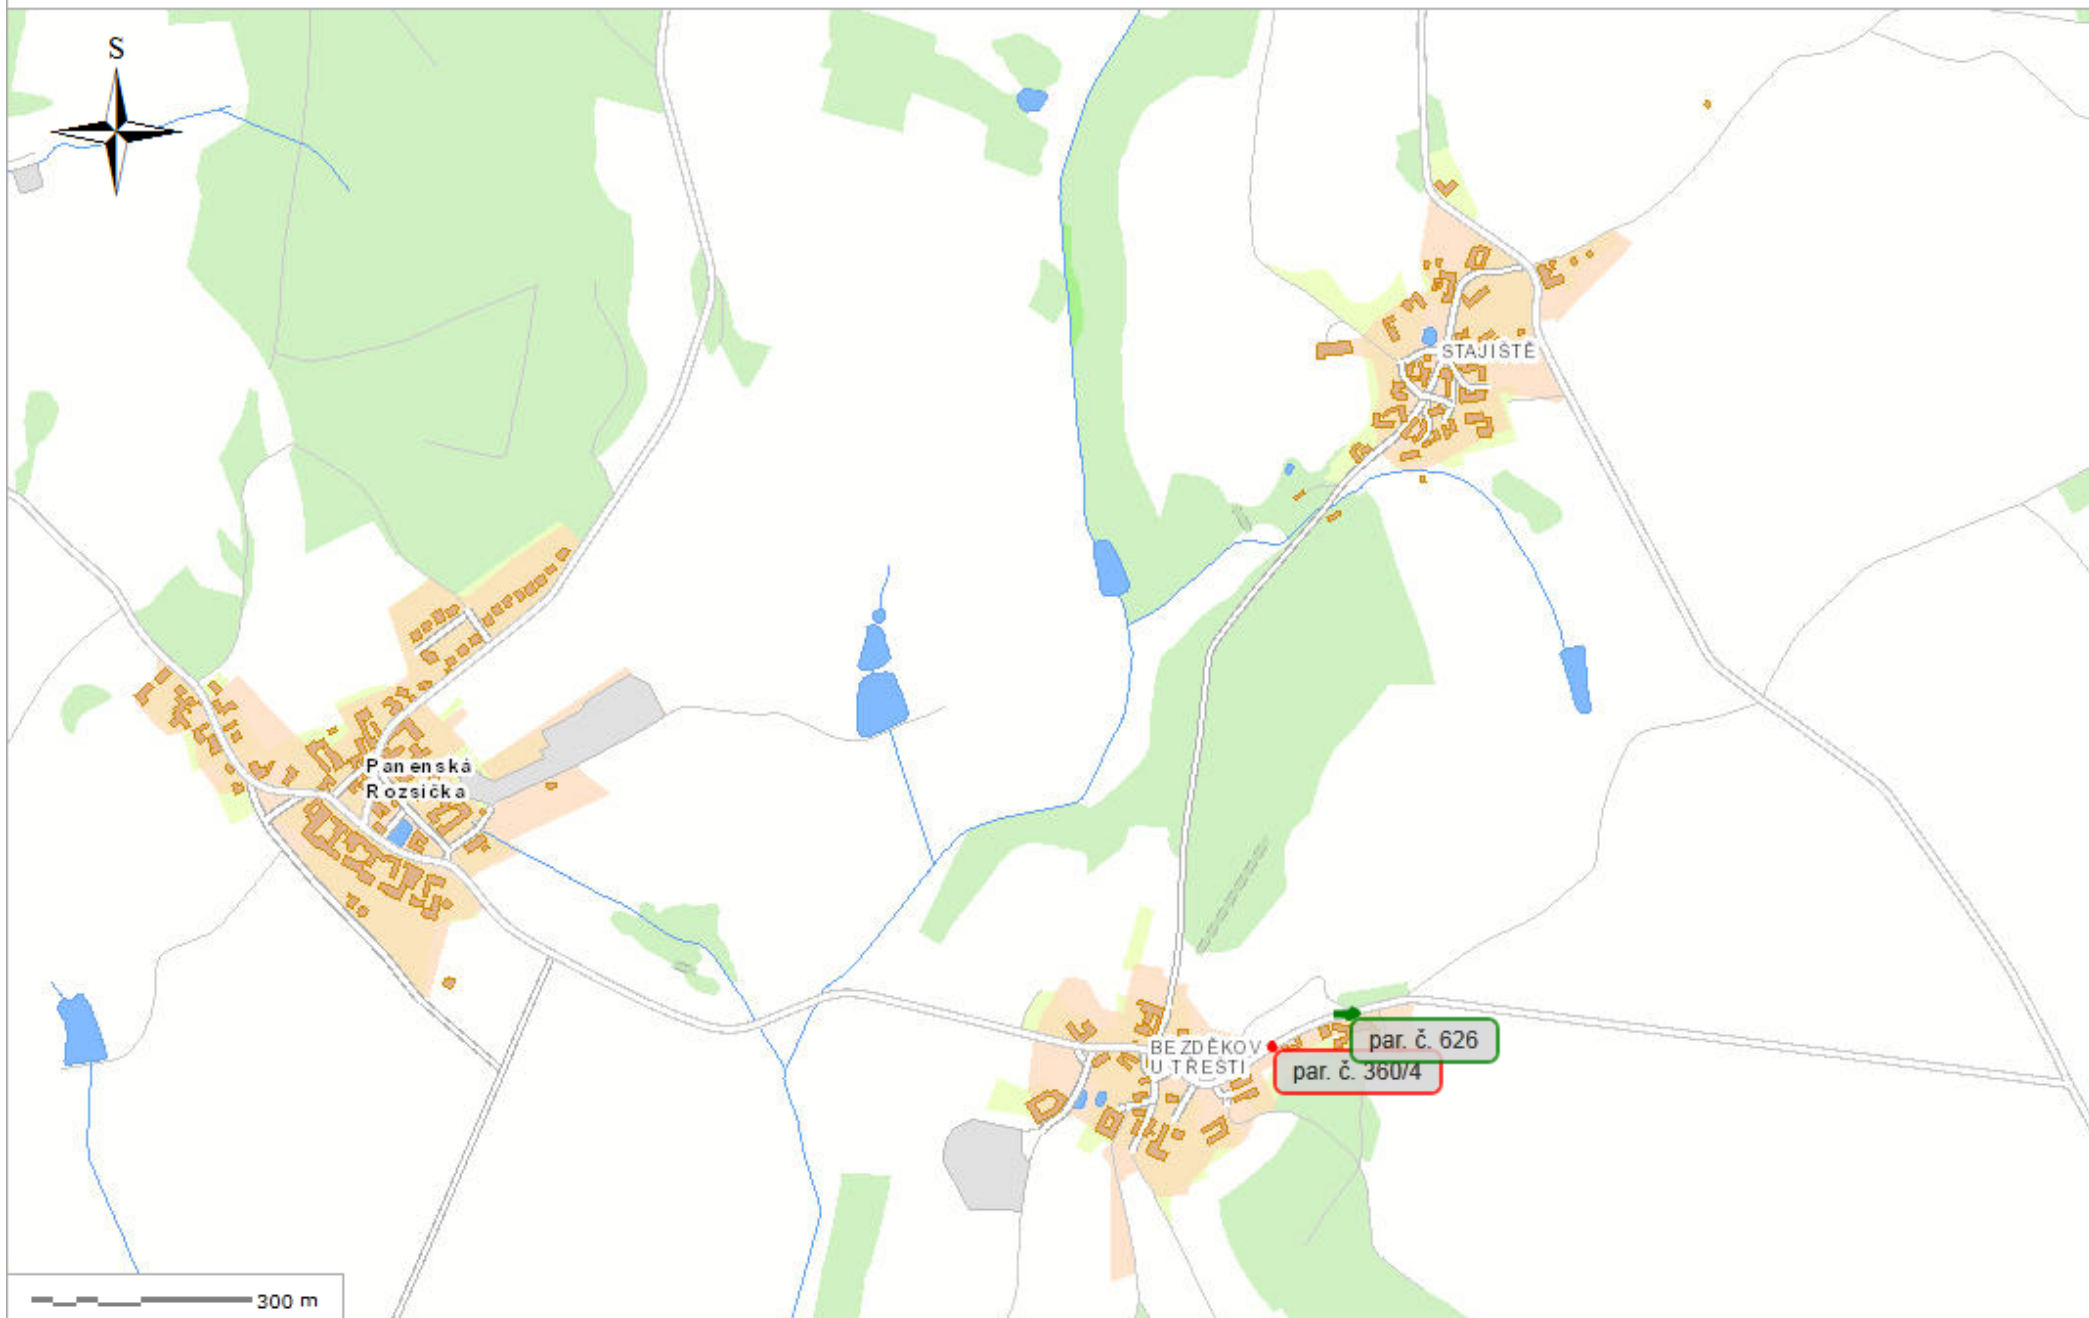 S
STAJIŠTĚ
Panenská
Rozsička
BEZDĚKOV
U TŘEŠTI
par. č. 626
par. č. 360/4
300 m